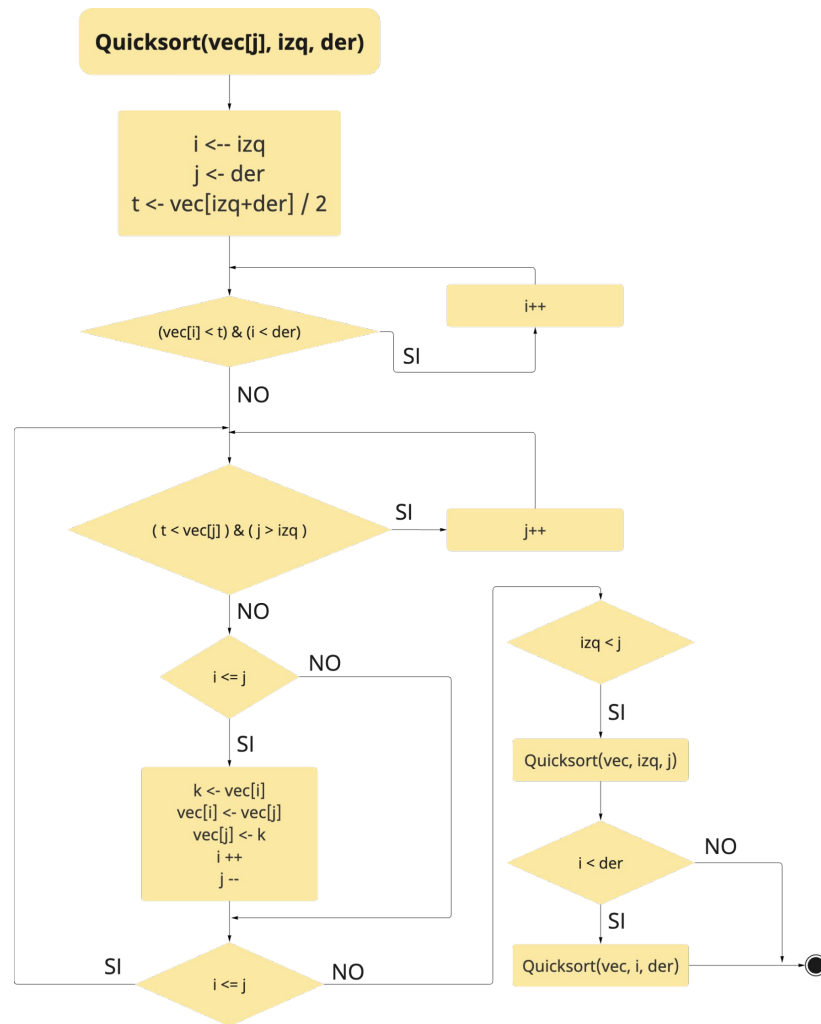 Quicksort(vec[j], izq, der)
i <-- izq
j <- der
t <- vec[izq+der] / 2
i++
(vec[i] < t) & (i < der)
SI
NO
( t < vec[j] ) & ( j > izq )
SI
j++
NO
i <= j
NO
SI
k <- vec[i]
vec[i] <- vec[j]
vec[j] <- k
i ++
j --
i <= j
SI
NO
izq < j
SI
Quicksort(vec, izq, j)
i < der
NO
SI
Quicksort(vec, i, der)